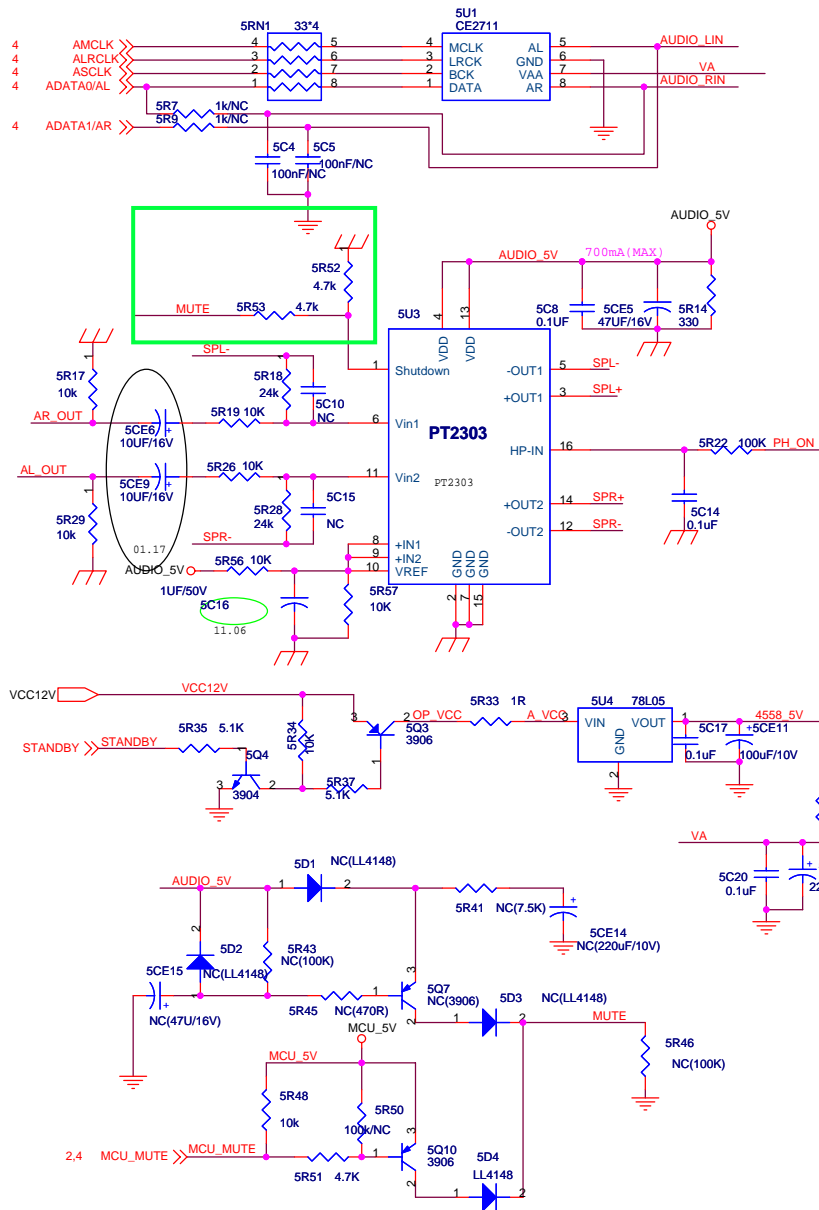 5RN1 33*4
5U1
CE2711
4 AMCLK 4 5 4 MCLK AL 5 AUDIO_LIN
4 ALRCLK 3 6 3 LRCK GND 6
4 ASCLK 2 7 2 BCK VAA 7 VA
4 ADATA0/AL 1 8 1 DATA AR 8 AUDIO_RIN
5R7 1k/NC
4 ADATA1/AR 5R9 1k/NC
5C4 5C5
100nF/NC
100nF/NC
AUDIO_5V
1
5R52
4.7k
AUDIO_5V 700mA(MAX)
MUTE 5R53 4.7k
5U3
4 13
5C8
0.1UF
5CE5
47UF/16V
5R14
330
VDD VDD
SPL-
1 Shutdown
-OUT1 5 SPL-
+OUT1 3 SPL+
1
5R17
10k
1
5R18
24k
5C10
NC
AR_OUT 5CE6
10UF/16V
+
5R19 10K
6 Vin1
PT2303
HP-IN 16
5R22 100K PH_ON
AL_OUT 5CE9
10UF/16V
+
5R26 10K
11 Vin2
PT2303
1
5R29
10k
1
5R28
24k
5C15
NC
+OUT2 14 SPR+
-OUT2 12 SPR-
5C14
0.1uF
01.17
SPR-
8 +IN1
9 +IN2
10 VREF
AUDIO_5V 5R56 10K
1UF/50V
5C16
11.06
5R57
10K
GND GND GND
2 7 15
VCC12V VCC12V
3 2
OP_VCC 5R33 1R A_VCC
5U4 78L05
3 VIN VOUT 1
GND
2
4558_5V
5C17
0.1uF
+ 5CE11
100uF/10V
5R34
10K
5Q3
3906
1
STANDBY STANDBY 5R35 5.1K
1
5Q4
3904
3 2
5R37
5.1K
VA
5C20
0.1uF
+
22
5D1 NC(LL4148)
AUDIO_5V 1 2
5R41
NC(7.5K)
+
5CE14
NC(220uF/10V)
2
5D2
NC(LL4148)
1
5R43
NC(100K)
5CE15
+
NC(47U/16V)
5R45 NC(470R)
1
3
5Q7
NC(3906)
2
5D3 NC(LL4148)
1 2 MUTE
5R46
NC(100K)
MCU_5V
MCU_5V
5R48
10k
5R50
100k/NC
3
2,4 MCU_MUTE MCU_MUTE
5R51 4.7K
1
5Q10
3906
2
5D4
LL4148
1 2